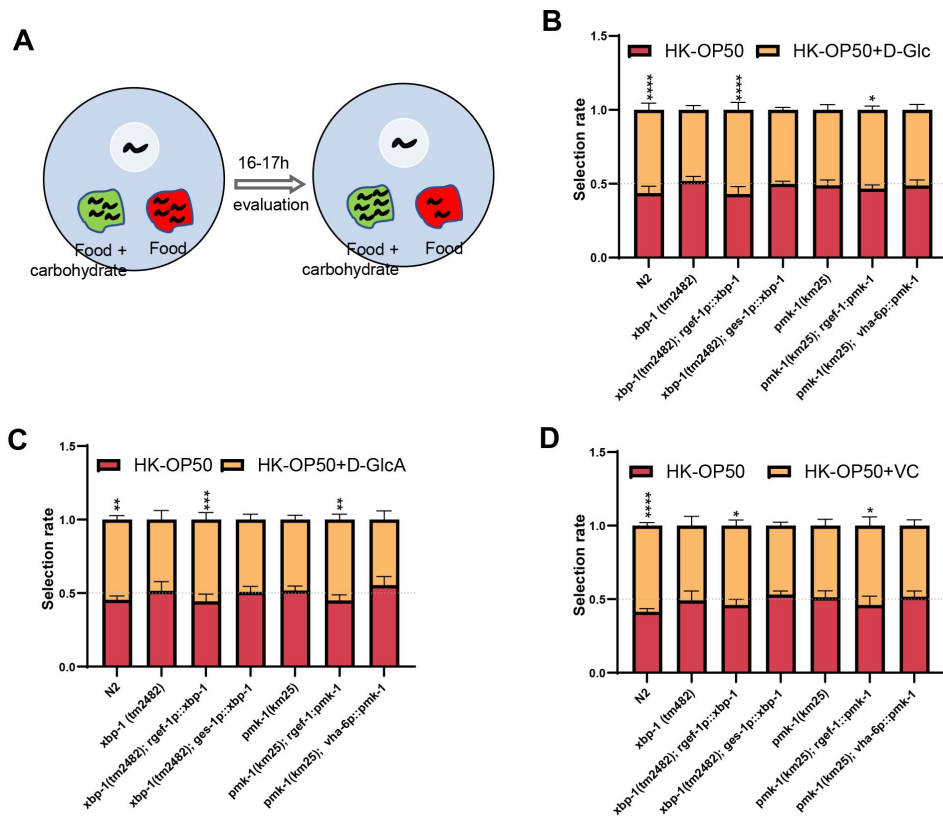 A
16-17h
evaluation
Food +
carbohydrate
Food
Food +
carbohydrate
Food
B
HK-OP50
HK-OP50+D-Glc
Selection rate
1.5
1.0
0.5
0.0
****
****
*
N2
xbp-1 (tm2482)
xbp-1(tm2482); rgef-1p::xbp-1
xbp-1(tm2482); ges-1p::xbp-1
pmk-1(km25)
pmk-1(km25); rgef-1:pmk-1
pmk-1(km25); vha-6p::pmk-1
C
HK-OP50
HK-OP50+D-GlcA
Selection rate
1.5
1.0
0.5
0.0
**
***
**
N2
xbp-1 (tm2482)
xbp-1(tm2482); rgef-1p::xbp-1
xbp-1(tm2482); ges-1p::xbp-1
pmk-1(km25)
pmk-1(km25); rgef-1:pmk-1
pmk-1(km25); vha-6p::pmk-1
D
HK-OP50
HK-OP50+VC
Selection rate
1.5
1.0
0.5
0.0
****
*
*
N2
xbp-1 (tm482)
xbp-1(tm2482); rgef-1p::xbp-1
xbp-1(tm2482); ges-1p::xbp-1
pmk-1(km25)
pmk-1(km25); rgef-1::pmk-1
pmk-1(km25); vha-6p::pmk-1